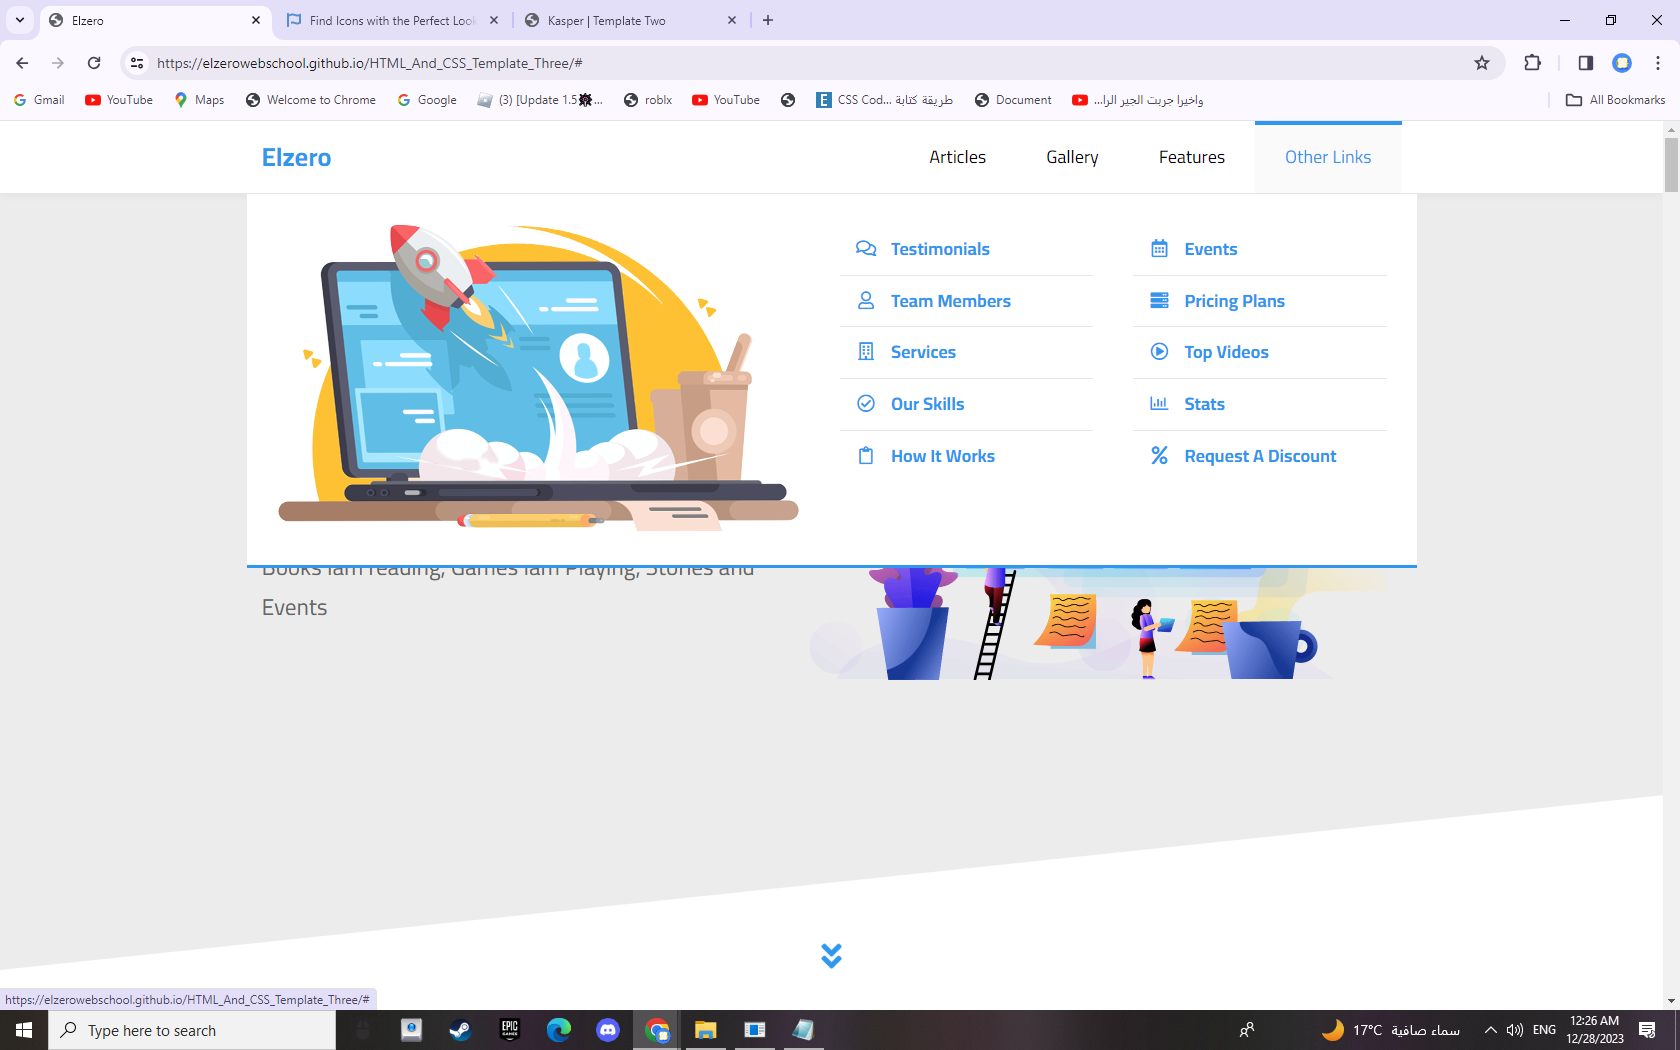 Elzero
Find Icons with the Perfect Look
Kasper | Template Two
https://elzerowebschool.github.io/HTML_And_CSS_Template_Three/#
Gmail
YouTube
Maps
Welcome to Chrome
Google
(3) [Update 1.5...
roblx
YouTube
CSS Cod... طريقة كتابة
Document
واخيرا جربت الجير الرا...
All Bookmarks
Elzero
Articles
Gallery
Features
Other Links
Testimonials
Events
Team Members
Pricing Plans
Services
Top Videos
Our Skills
Stats
How It Works
Request A Discount
Books Iam reading, Games Iam Playing, Stories and
Events
https://elzerowebschool.github.io/HTML_And_CSS_Template_Three/#
Type here to search
EPIC
GAMES
17°C سماء صافية
ENG
12:26 AM
12/28/2023